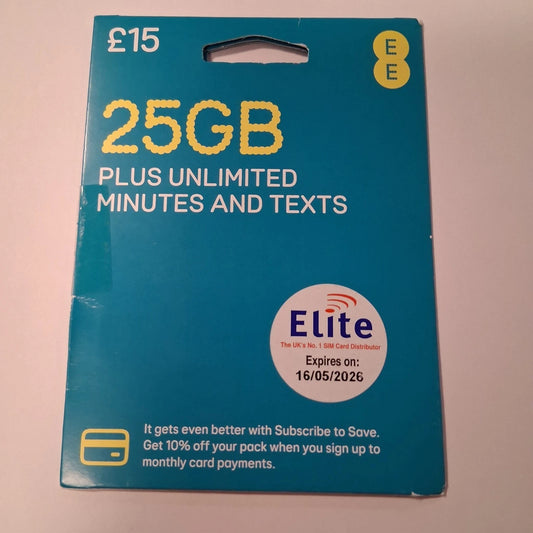 £15
E
E
25GB
PLUS UNLIMITED
MINUTES AND TEXTS
Elite
The UK's No. 1 SIM Card Distributor
Expires on:
16/05/2026
It gets even better with Subscribe to Save.
Get 10% off your pack when you sign up to
monthly card payments.